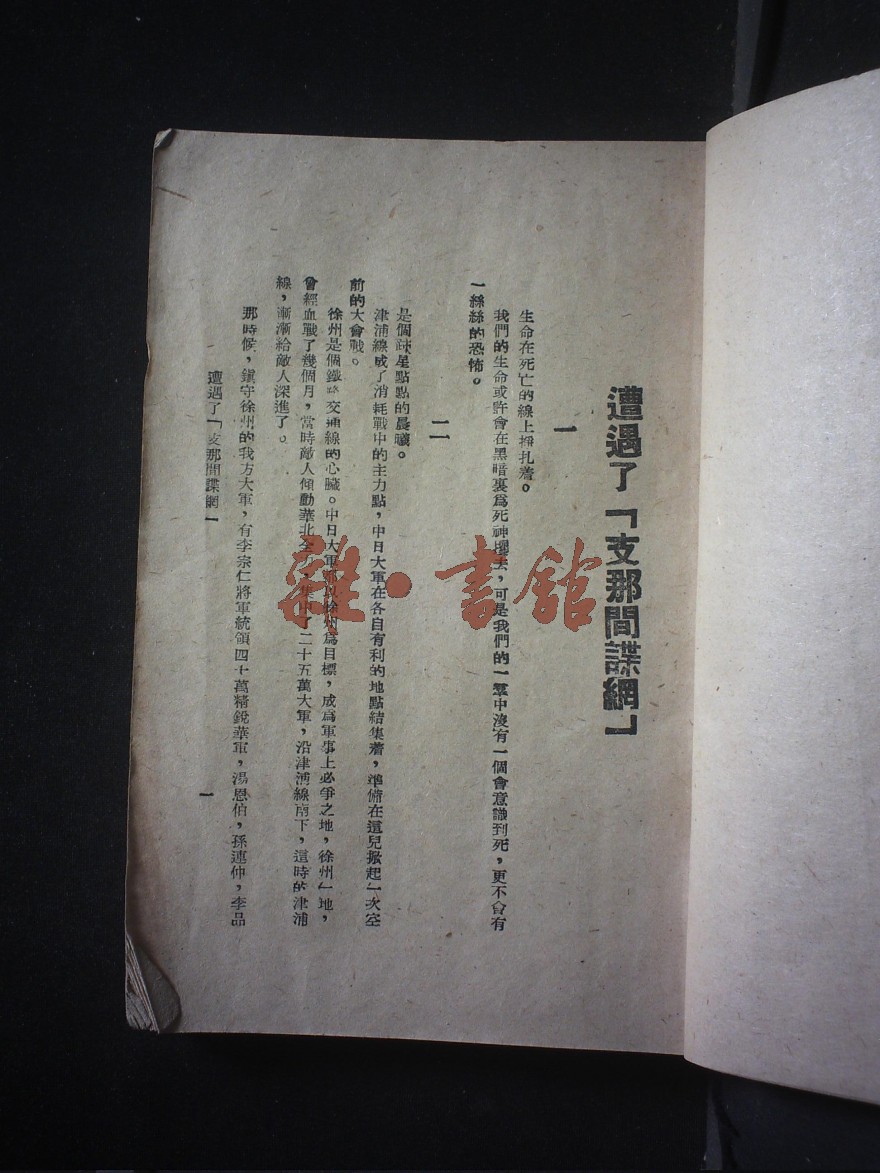 遭遇了「支那間諜網」
一
生命在死亡的線上掙扎着。
我們的生命或許會在黑暗裏爲死神攫去，可是我們的一羣中沒有一個會意識到死，更不會有
一絲絲的恐怖。
二
是個疎星點點的晨曦。
津浦線成了消耗戰中的主力點，中日大軍在各自有利的地點結集着，準備在這兒掀起一次空
前的大會戰。
徐州是個鐵路交通線的心臟。中日大軍都以徐州爲目標，成爲軍事上必爭之地，徐州一地，
曾經血戰了幾個月，當時敵人傾動華北全 集中了二十五萬大軍，沿津浦線南下，這時的津浦
線，漸漸給敵人深進了。
那時候，鎭守徐州的我方大軍，有李宗仁將軍統領四十萬精銳華軍，湯恩伯，孫連仲，李品
遭遇了「支那間諜網」
一
雜·書館